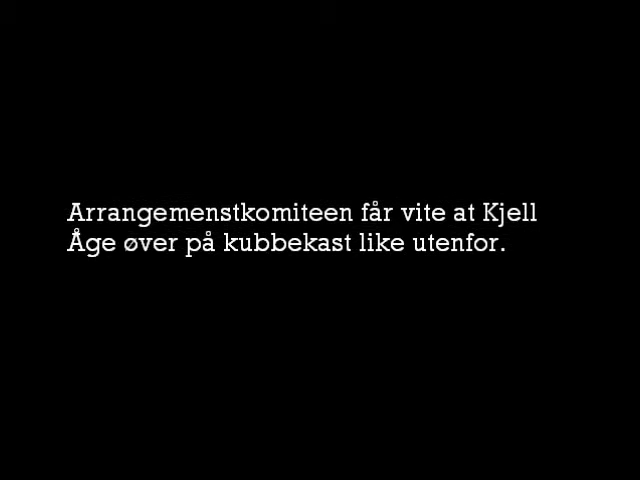 Arrangemenstkomiteen får vite at Kjell
Åge øver på kubbekast like utenfor.